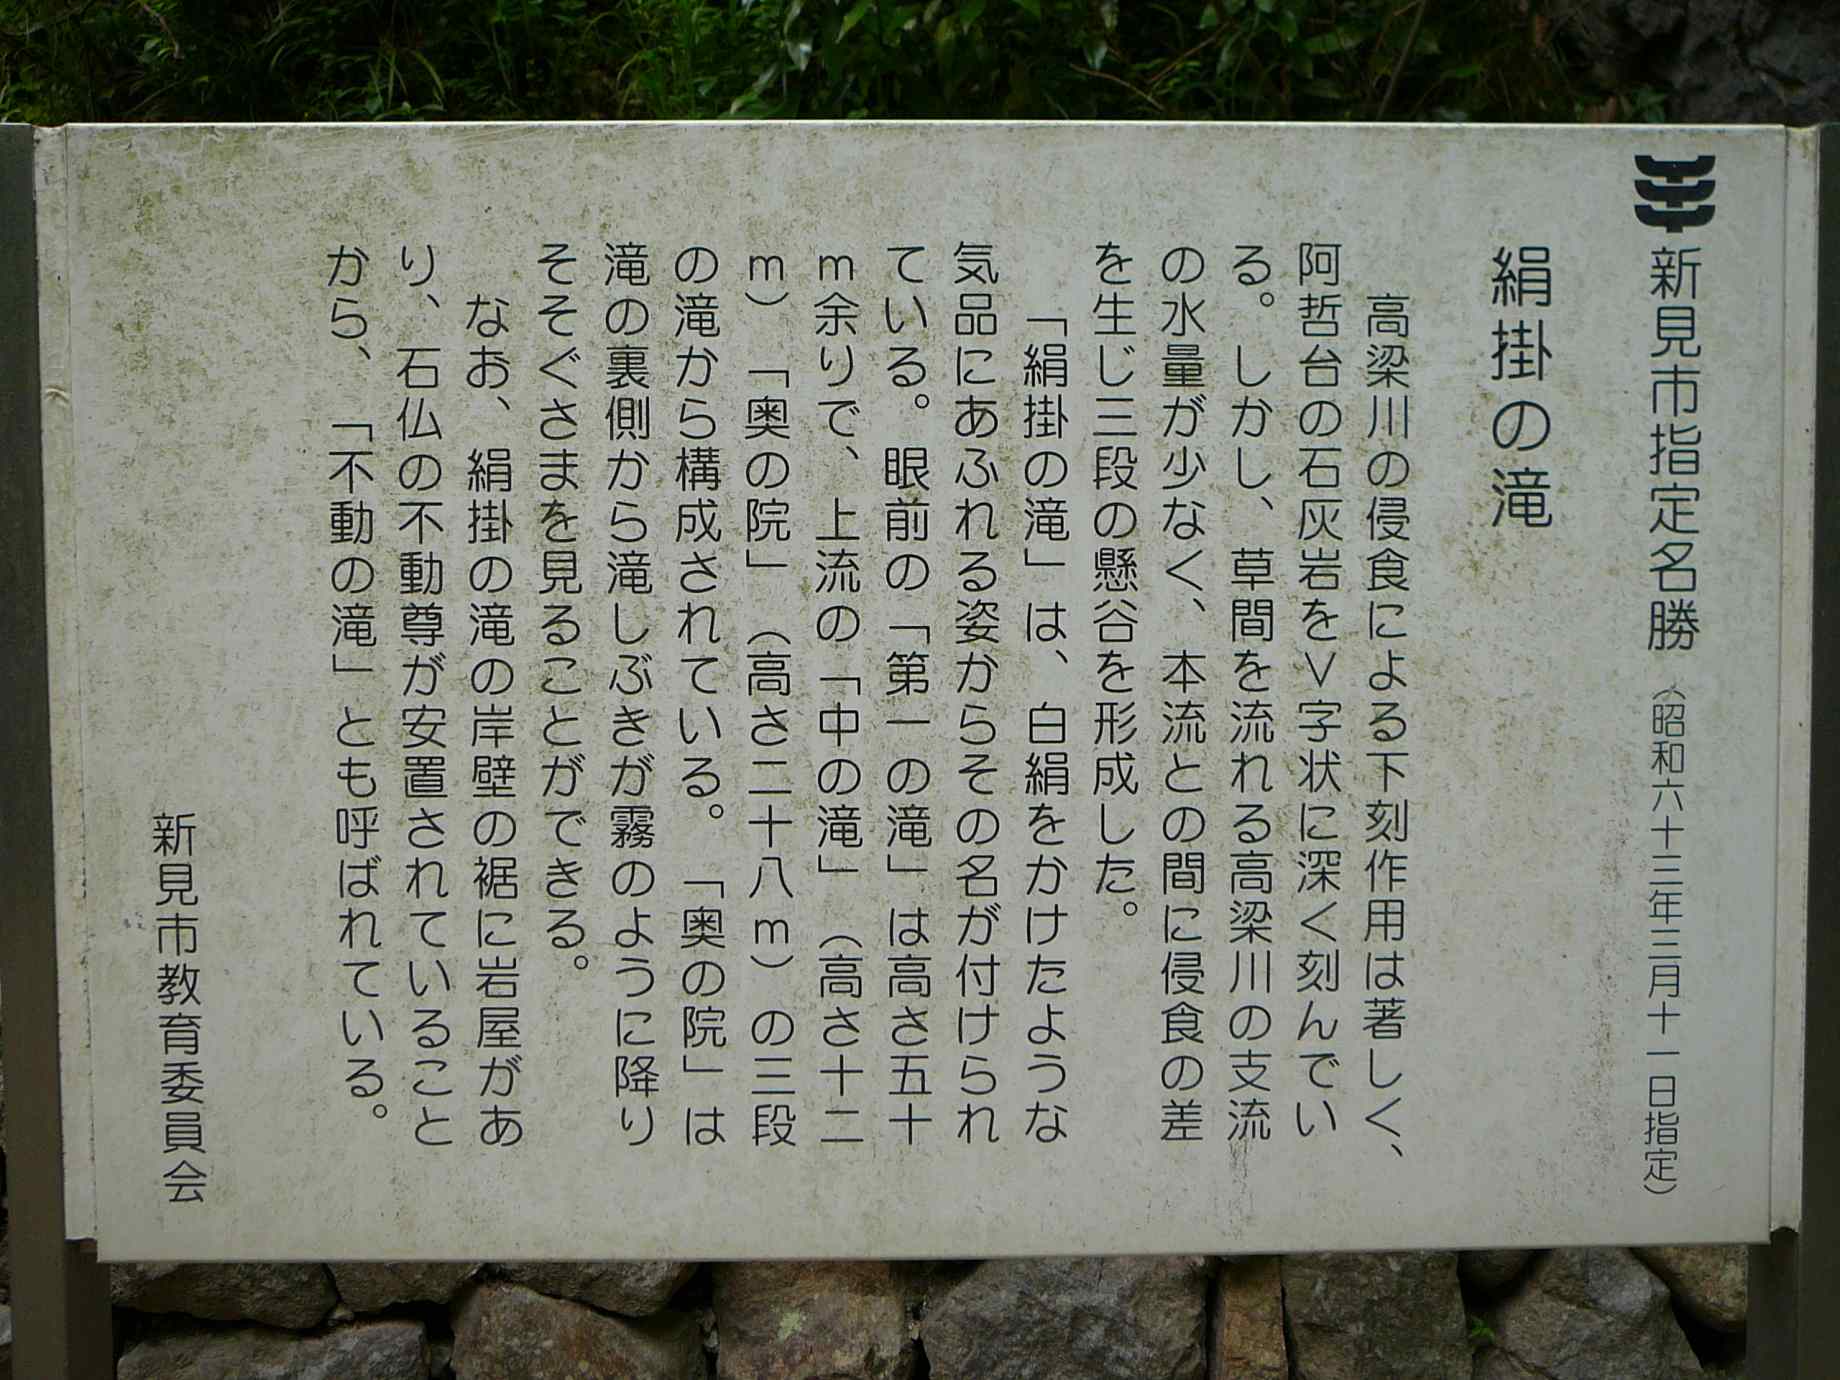 新見市指定名勝（昭和六十三年三月十一日指定）
絹掛の滝
高梁川の侵食による下刻作用は著しく、
阿哲台の石灰岩をＶ字状に深く刻んでい
る。しかし、草間を流れる高梁川の支流
の水量が少なく、本流との間に侵食の差
を生じ三段の懸谷を形成した。
「絹掛の滝」は、白絹をかけたような
気品にあふれる姿からその名が付けられ
ている。眼前の「第一の滝」は高さ五十
ｍ余りで、上流の「中の滝」（高さ十二
ｍ）「奥の院」（高さ二十八ｍ）の三段
の滝から構成されている。「奥の院」は
滝の裏側から滝しぶきが霧のように降り
そそぐさまを見ることができる。
なお、絹掛の滝の岸壁の裾に岩屋があ
り、石仏の不動尊が安置されていること
から、「不動の滝」とも呼ばれている。
新見市教育委員会